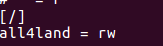 # = r
[/]
all4land = rw